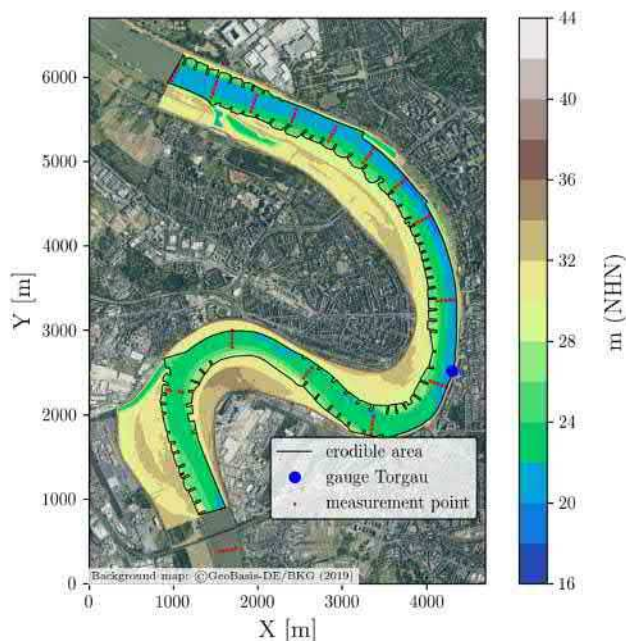 6000
5000
4000
3000
2000
1000
0
Y [m]
erodible area
gauge Torgau
measurement point
Background map: ©GeoBasis-DE/BKG (2019)
0 1000 2000 3000 4000
X [m]
44
40
36
32
28
24
20
16
m (NHN)